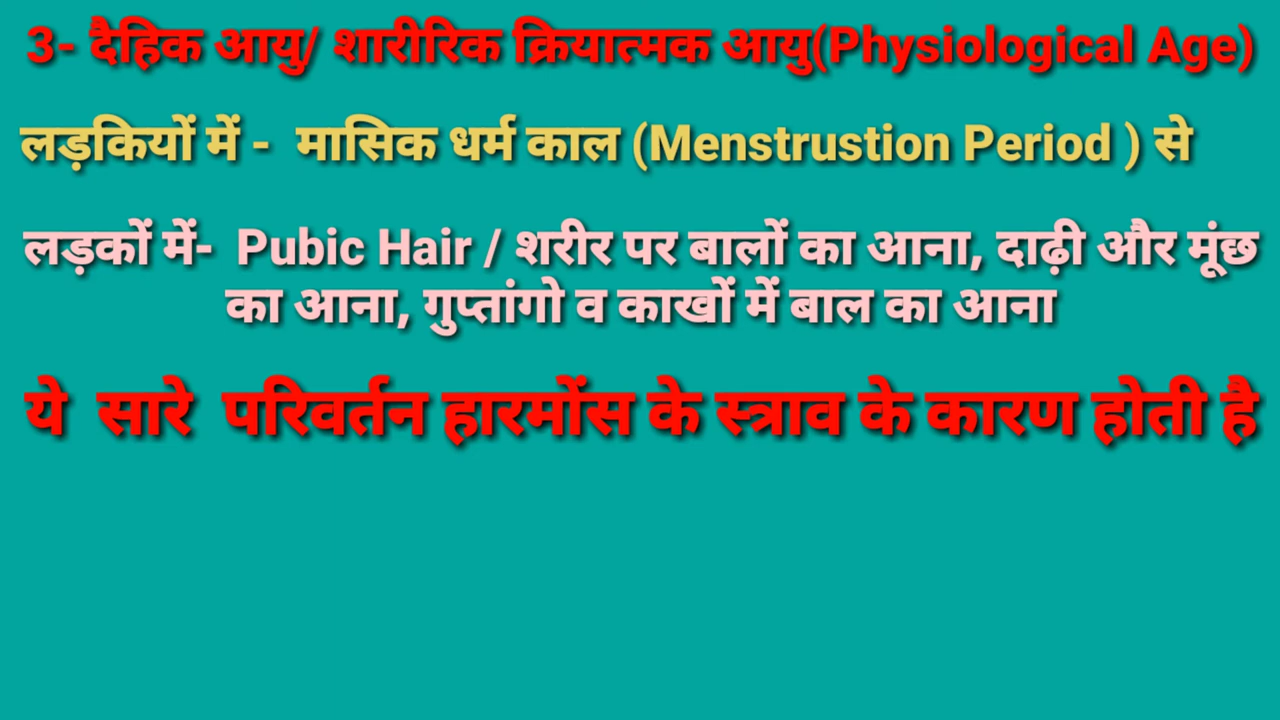 3- दैहिक आयु/ शारीरिक क्रियात्मक आयु(Physiological Age)
लड़कियों में - मासिक धर्म काल (Menstrustion Period ) से
लड़कों में- Pubic Hair / शरीर पर बालों का आना, दाढ़ी और मूंछ
का आना, गुप्तांगो व काखों में बाल का आना
ये सारे परिवर्तन हारमोंस के स्त्राव के कारण होती है